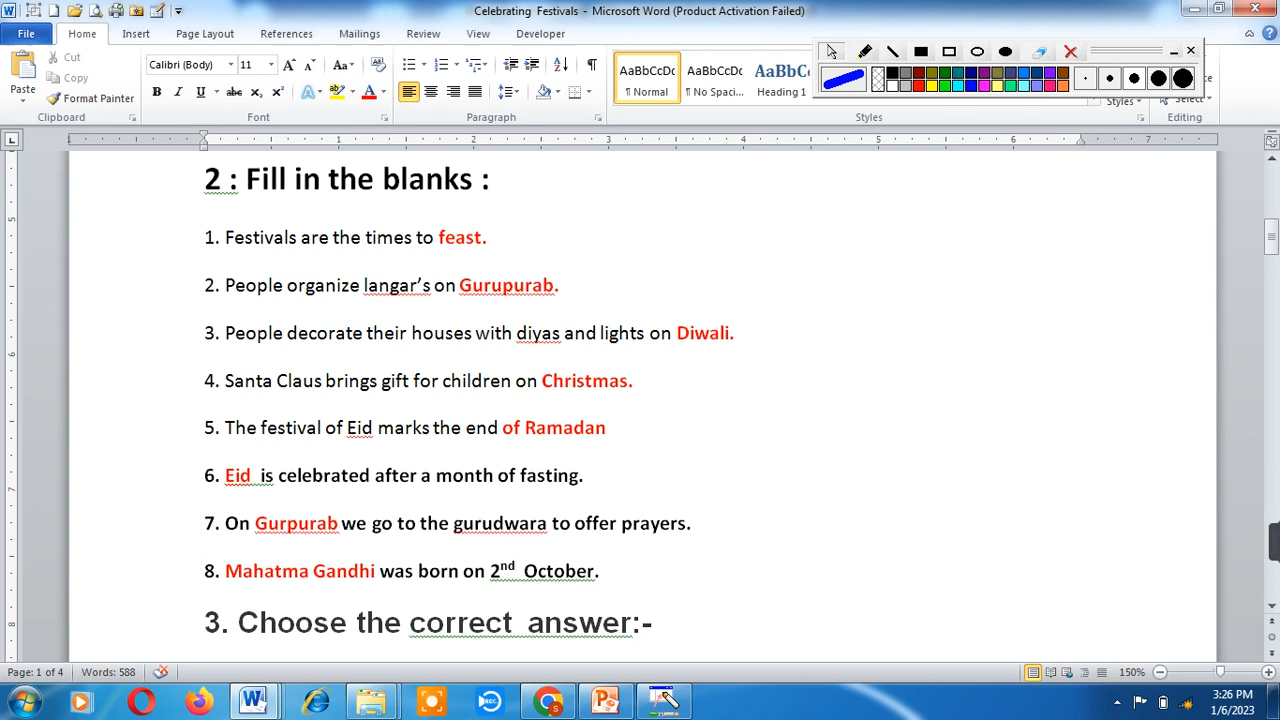 Celebrating Festivals - Microsoft Word (Product Activation Failed)
File Home Insert Page Layout References Mailings Review View Developer
Cut
Copy
Format Painter
Paste
Calibri (Body) 11
AaBbCcDc AaBbCcDc AaBbC
¶ Normal ¶ No Spaci... Heading 1
Styles
Clipboard Font Paragraph Styles Editing
2 : Fill in the blanks :
1. Festivals are the times to feast.
2. People organize langar’s on Gurupurab.
3. People decorate their houses with diyas and lights on Diwali.
4. Santa Claus brings gift for children on Christmas.
5. The festival of Eid marks the end of Ramadan
6. Eid is celebrated after a month of fasting.
7. On Gurpurab we go to the gurudwara to offer prayers.
8. Mahatma Gandhi was born on 2nd October.
3. Choose the correct answer:-
Page: 1 of 4 Words: 588 150%
3:26 PM
1/6/2023